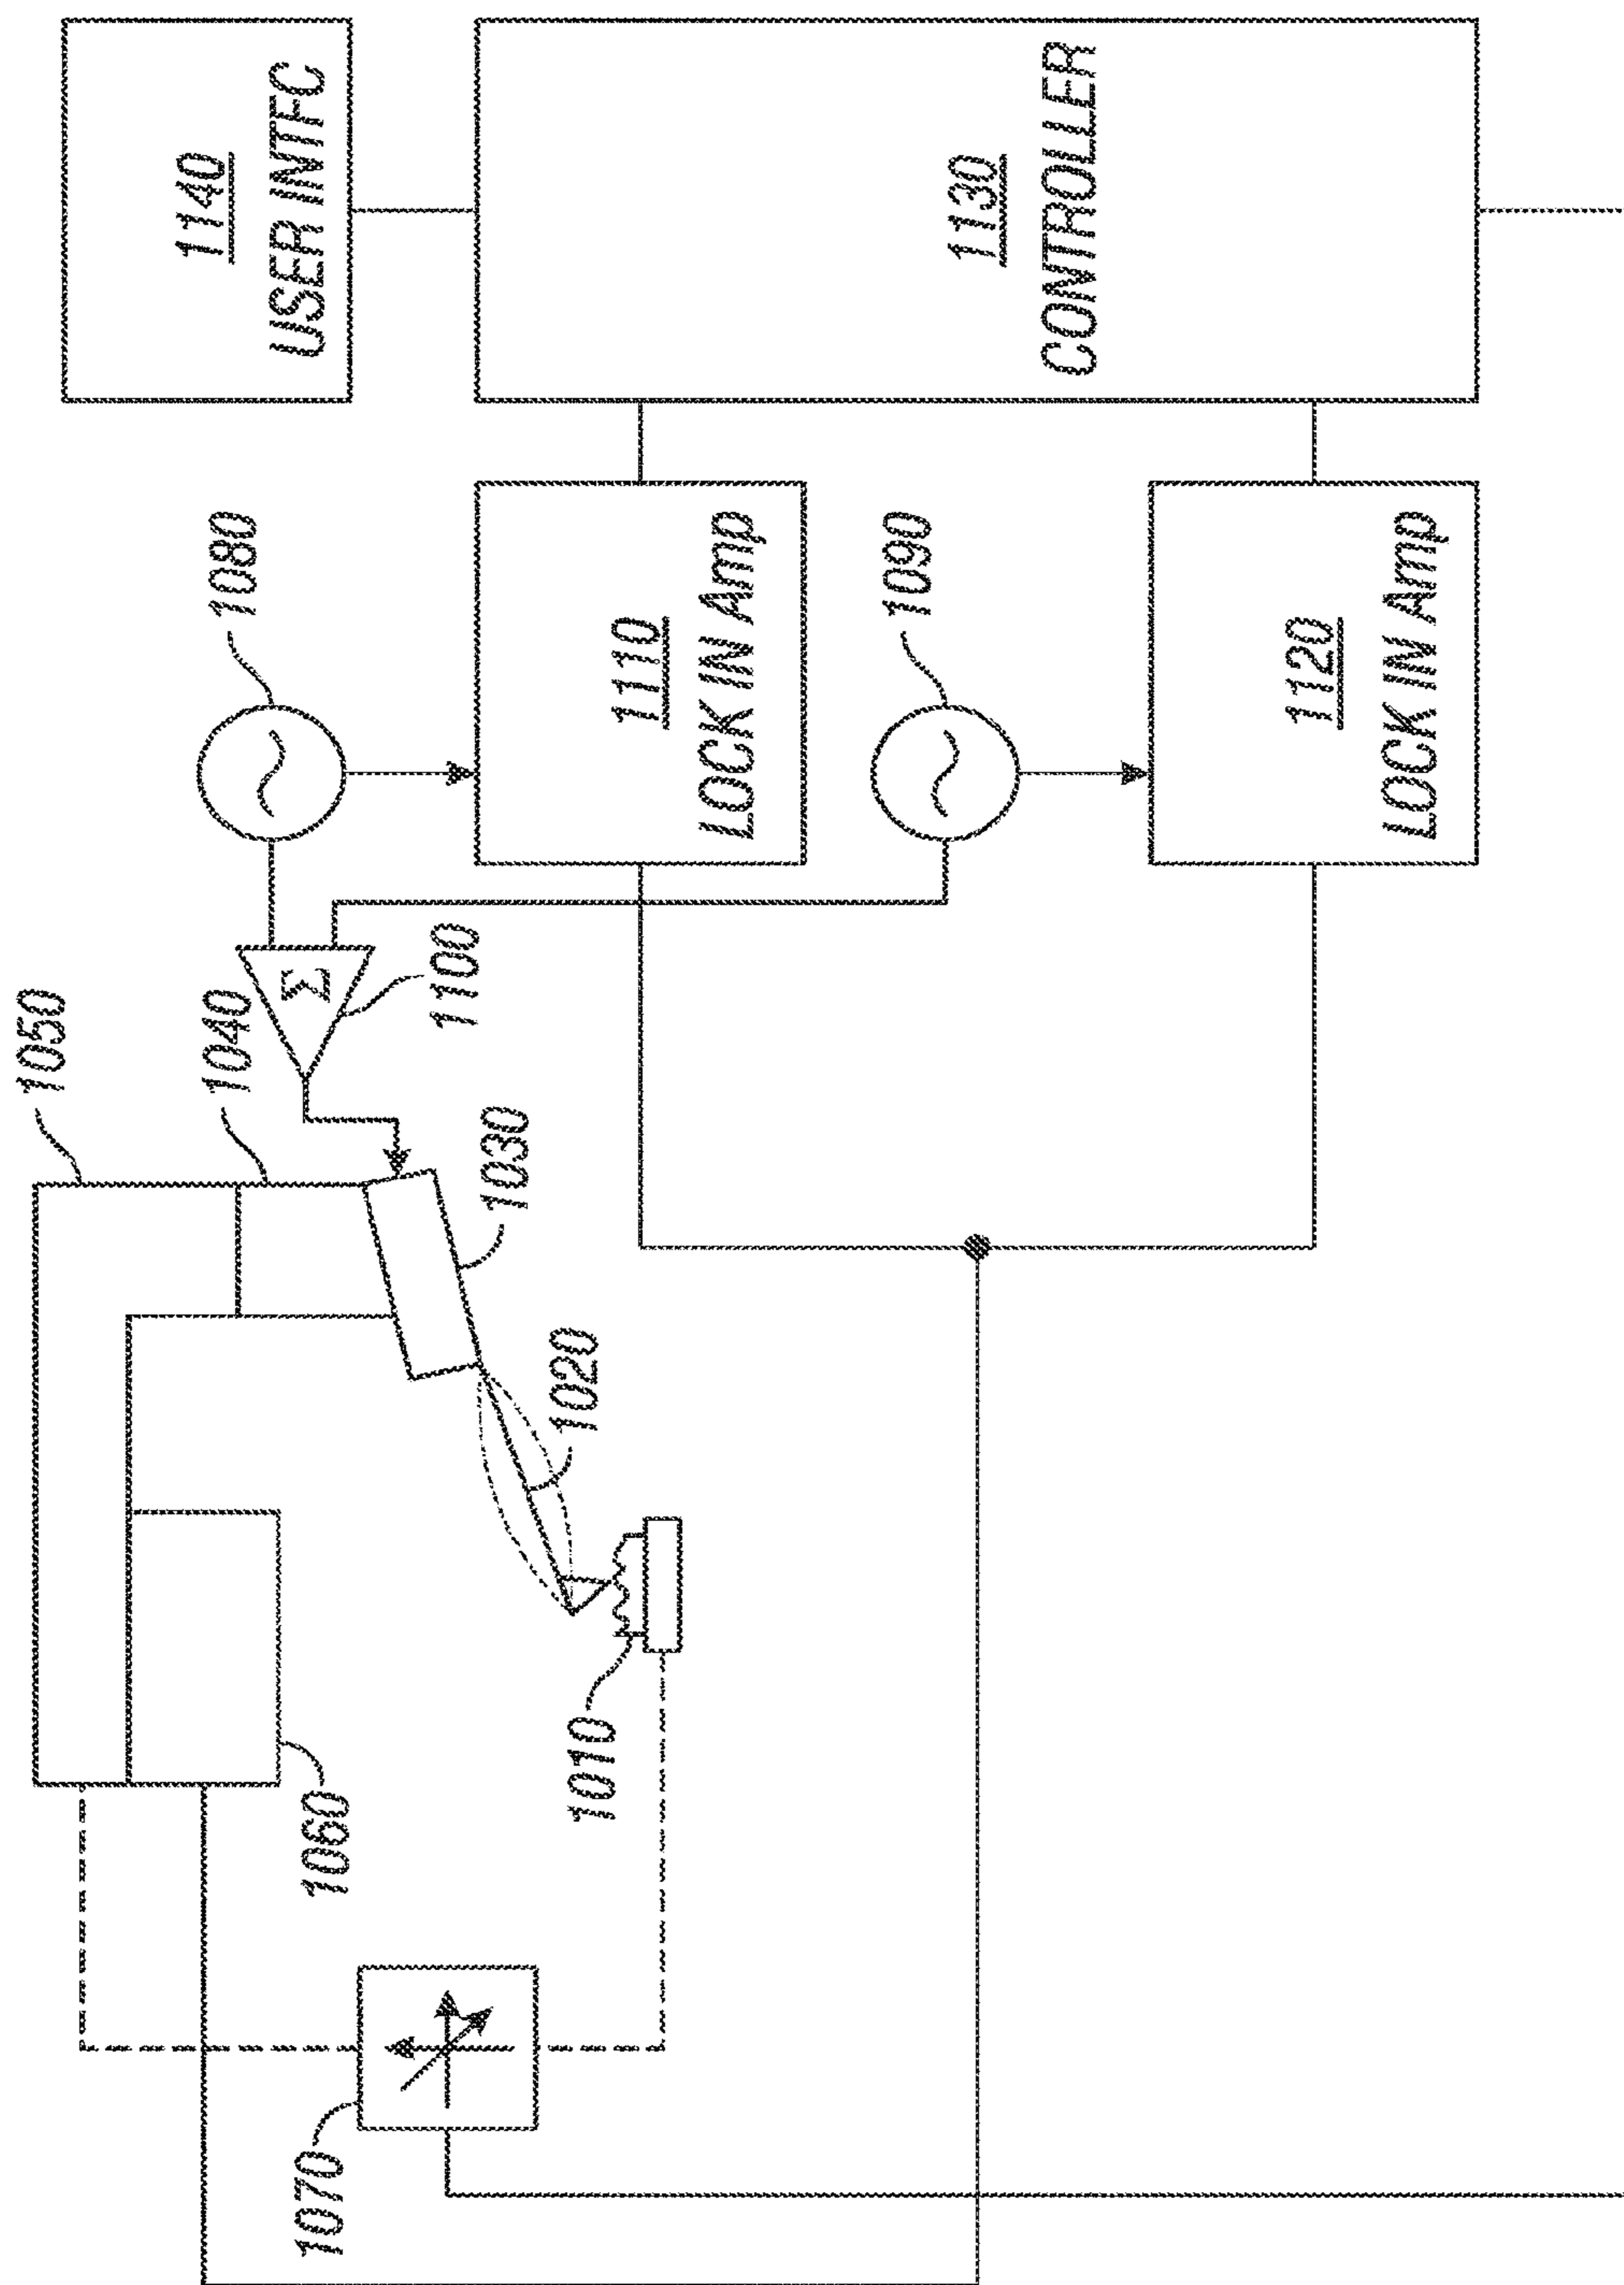 1050
1040
1080
1140
USER INTFC
1060
1030
1100
1070
1020
1010
1110
LOCK IN Amp
1130
CONTROLLER
1090
1120
LOCK IN Amp
Σ